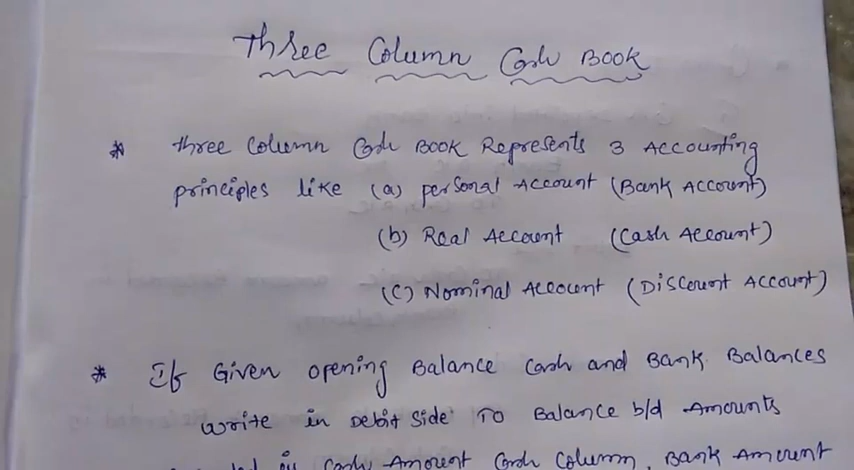 Three Column Cash BOOK
* three column Cash BOOK Represents 3 Accounting
principles like (a) personal Account (Bank Account)
(b) Real Account (Cash Account)
(c) Nominal Account (Discount Account)
* If Given opening Balance Cash and Bank Balances
write in Debit side To Balance b/d Amounts
in Cash Amount Cash Column, Bank Amount